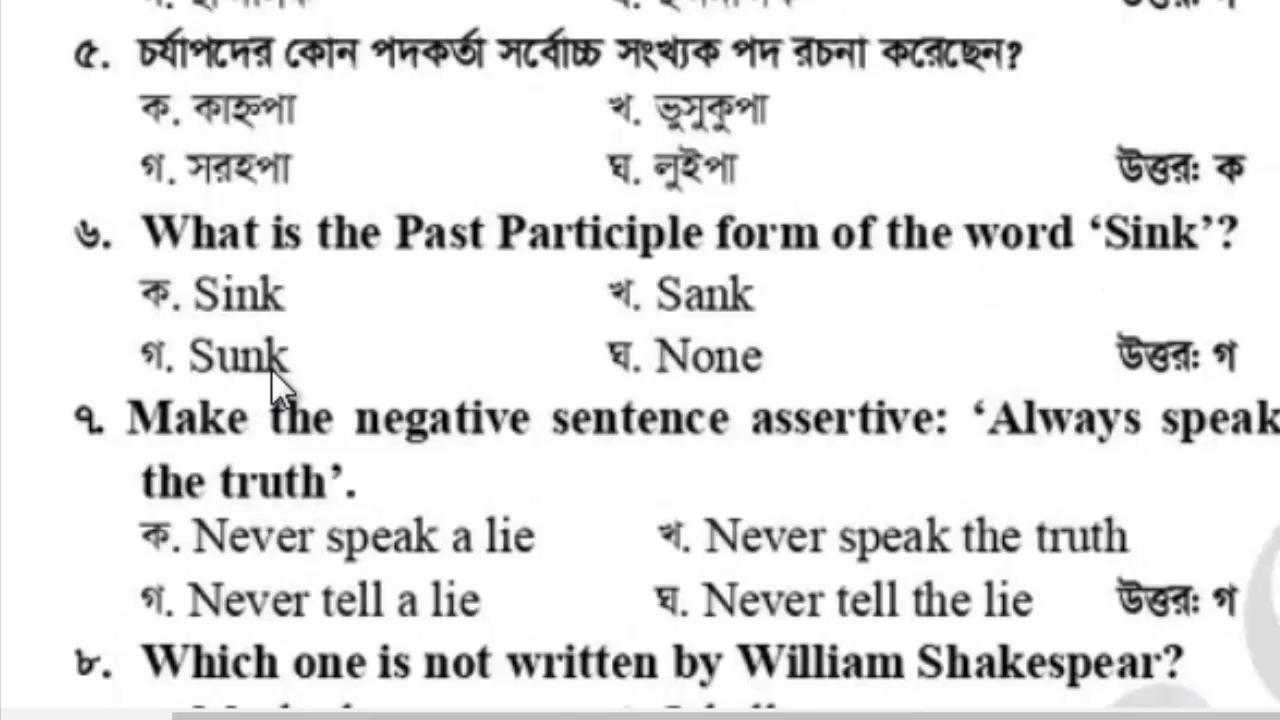 ৫. চর্যাপদের কোন পদকর্তা সর্বোচ্চ সংখ্যক পদ রচনা করেছেন?
ক. কাহ্নপা খ. ভুসুকুপা
গ. সরহপা ঘ. লুইপা উত্তর: ক
৬. What is the Past Participle form of the word ‘Sink’?
ক. Sink খ. Sank
গ. Sunk ঘ. None উত্তর: গ
৭. Make the negative sentence assertive: ‘Always speak
the truth’.
ক. Never speak a lie খ. Never speak the truth
গ. Never tell a lie ঘ. Never tell the lie উত্তর: গ
৮. Which one is not written by William Shakespear?